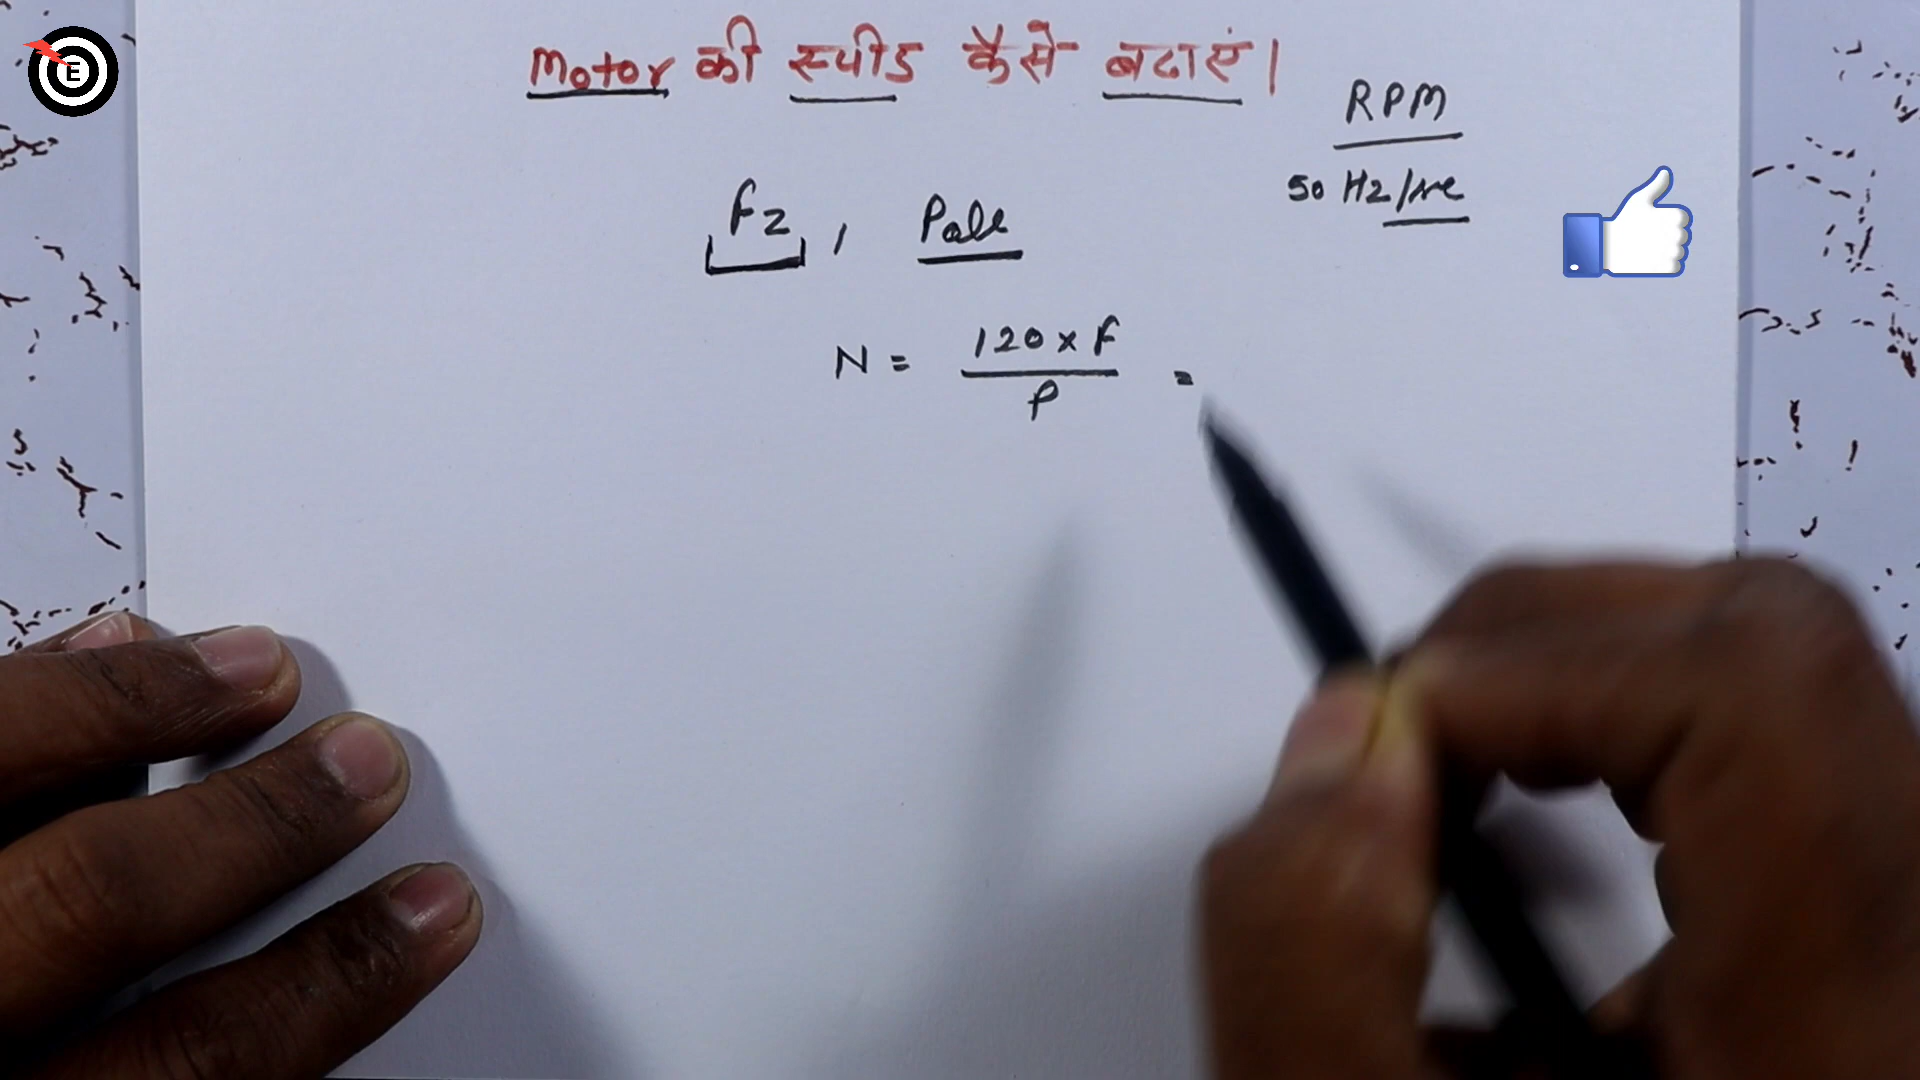 Motor की स्पीड कैसे बढाएं।
RPM
50 Hz/sec
Fz, Pole
N = 120 x F / P =
E